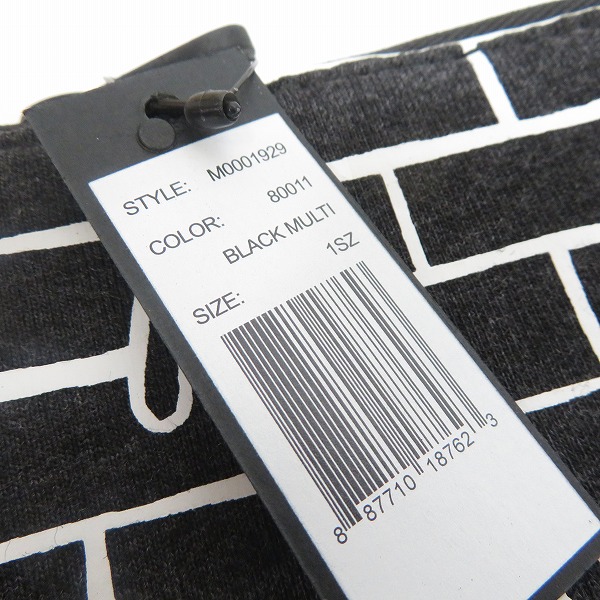 STYLE: M0001929
COLOR: 80011
BLACK MULTI
SIZE: 1SZ
8 87710 18762 3